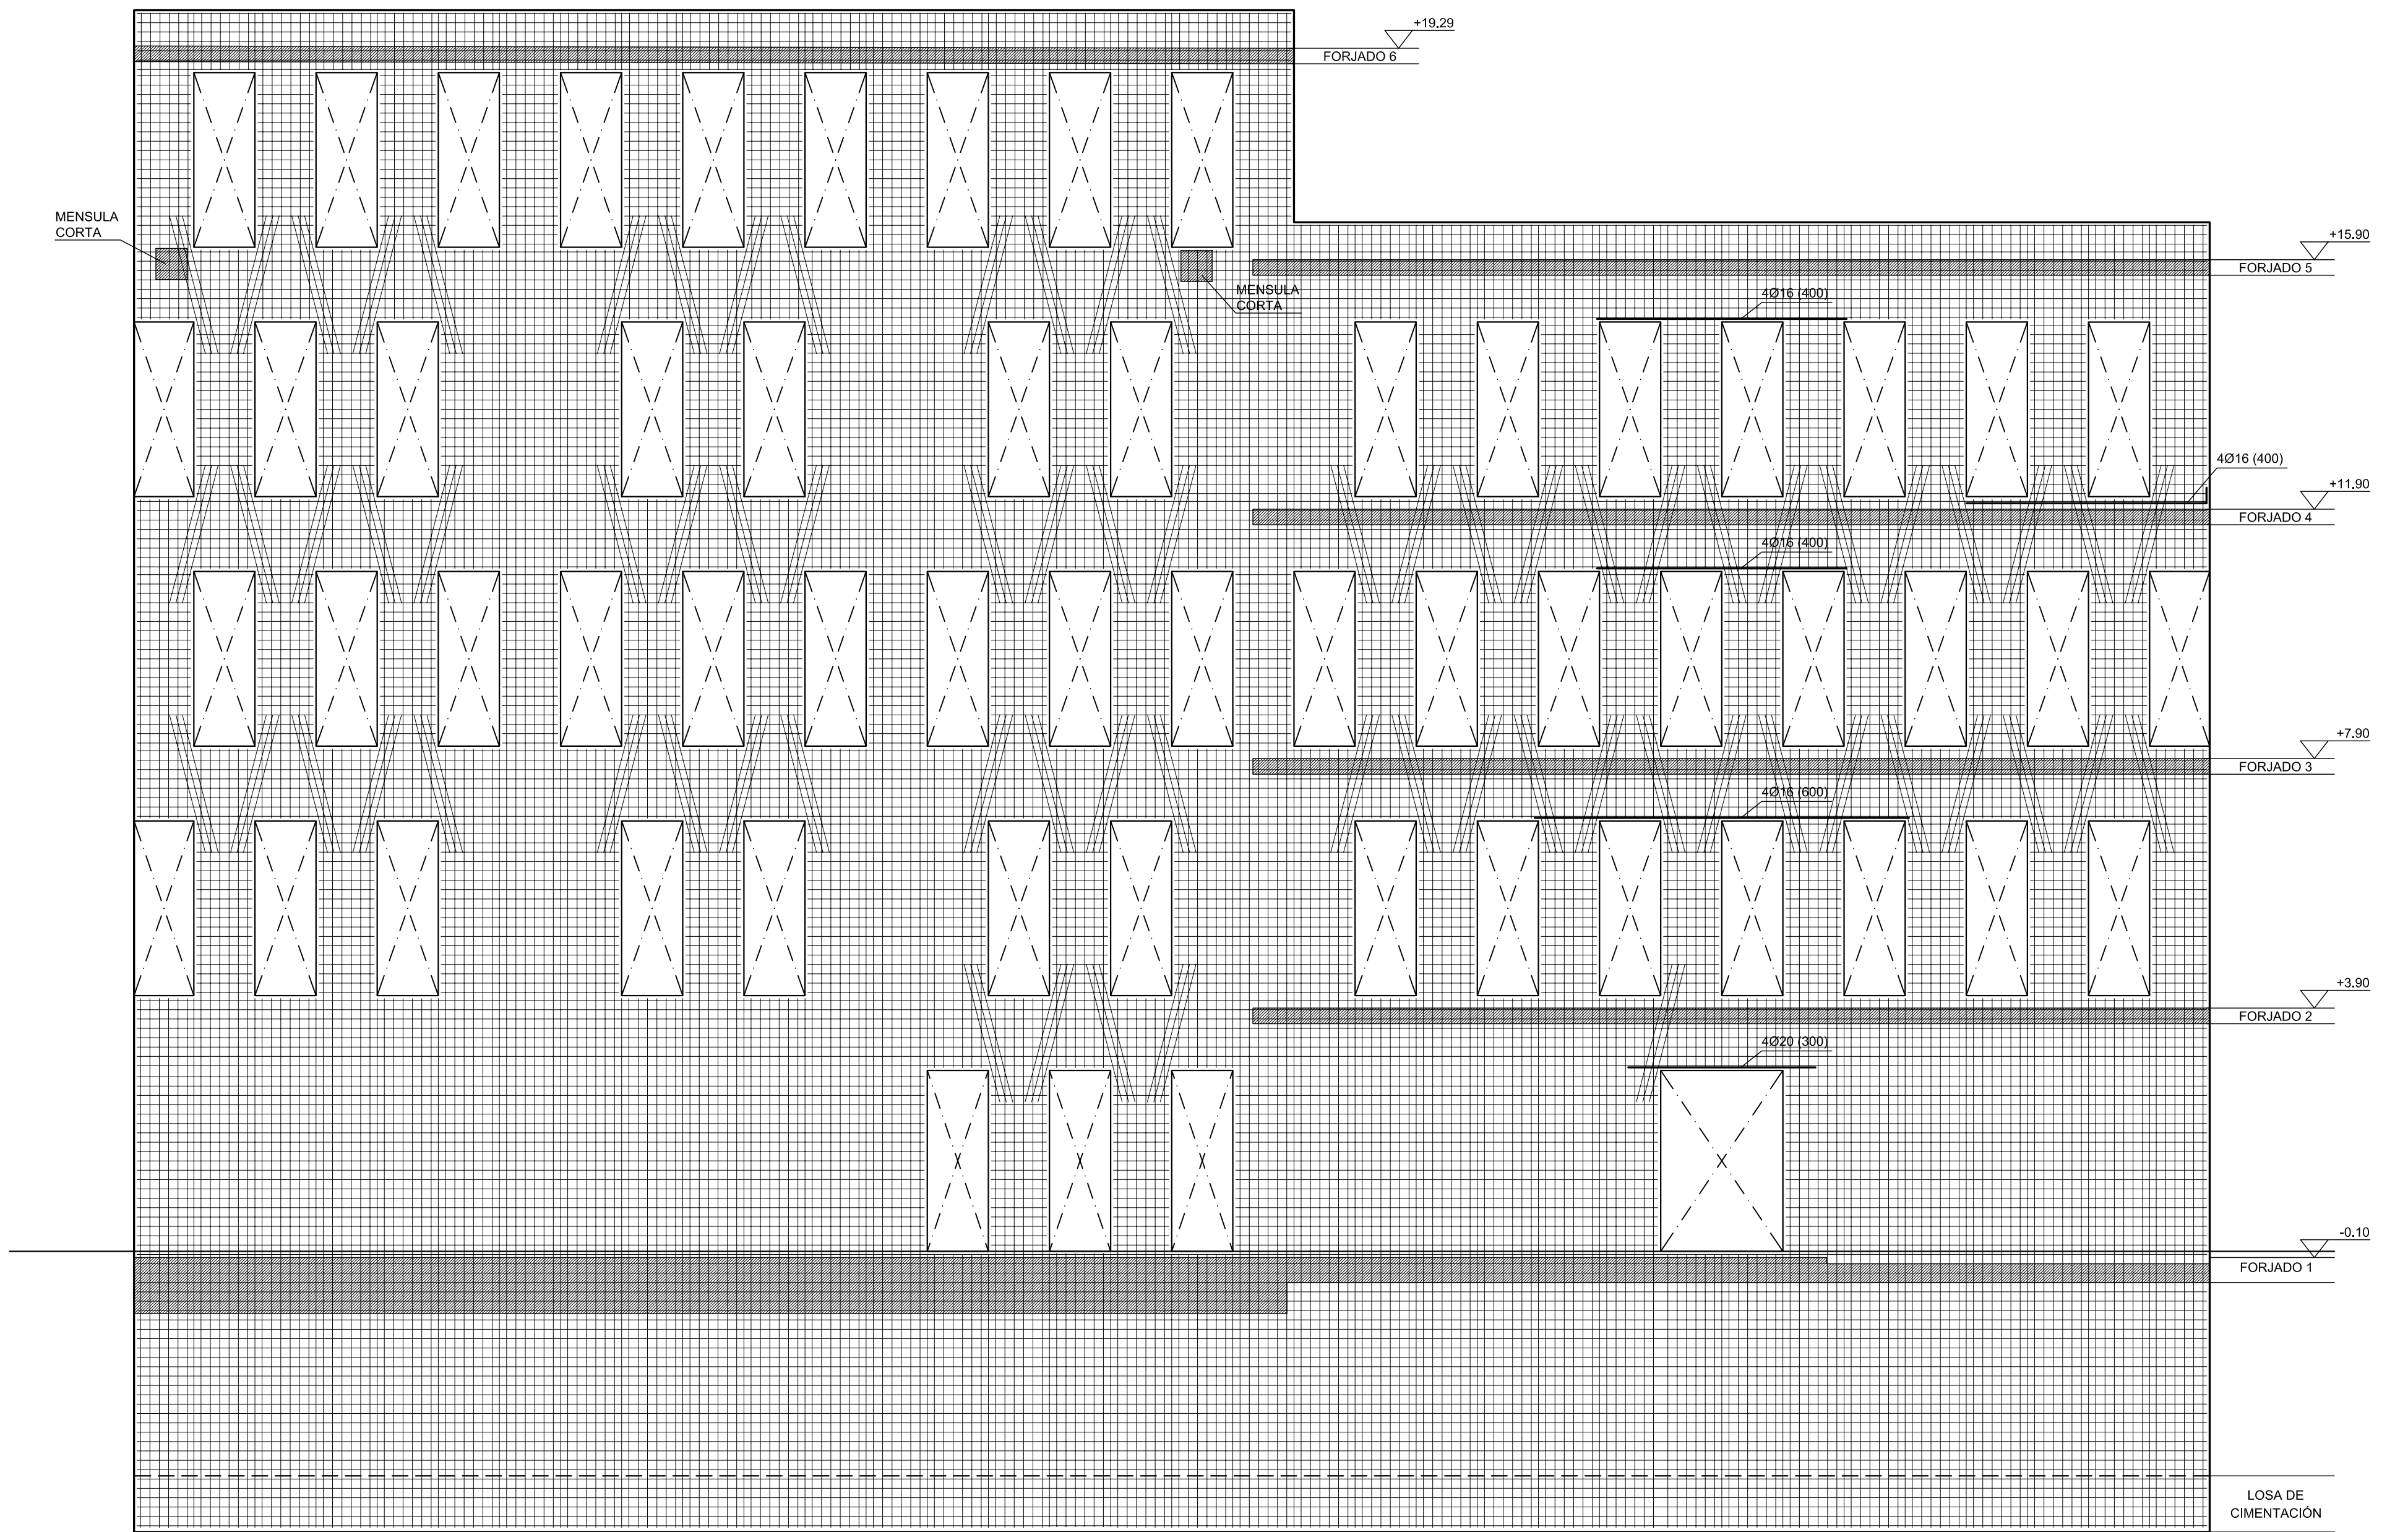 +19.29
FORJADO 6
MENSULA
CORTA
+15.90
FORJADO 5
MENSULA
CORTA
4Ø16 (400)
4Ø16 (400)
+11.90
FORJADO 4
4Ø16 (400)
+7.90
FORJADO 3
4Ø16 (600)
+3.90
FORJADO 2
4Ø20 (300)
-0.10
FORJADO 1
LOSA DE
CIMENTACIÓN